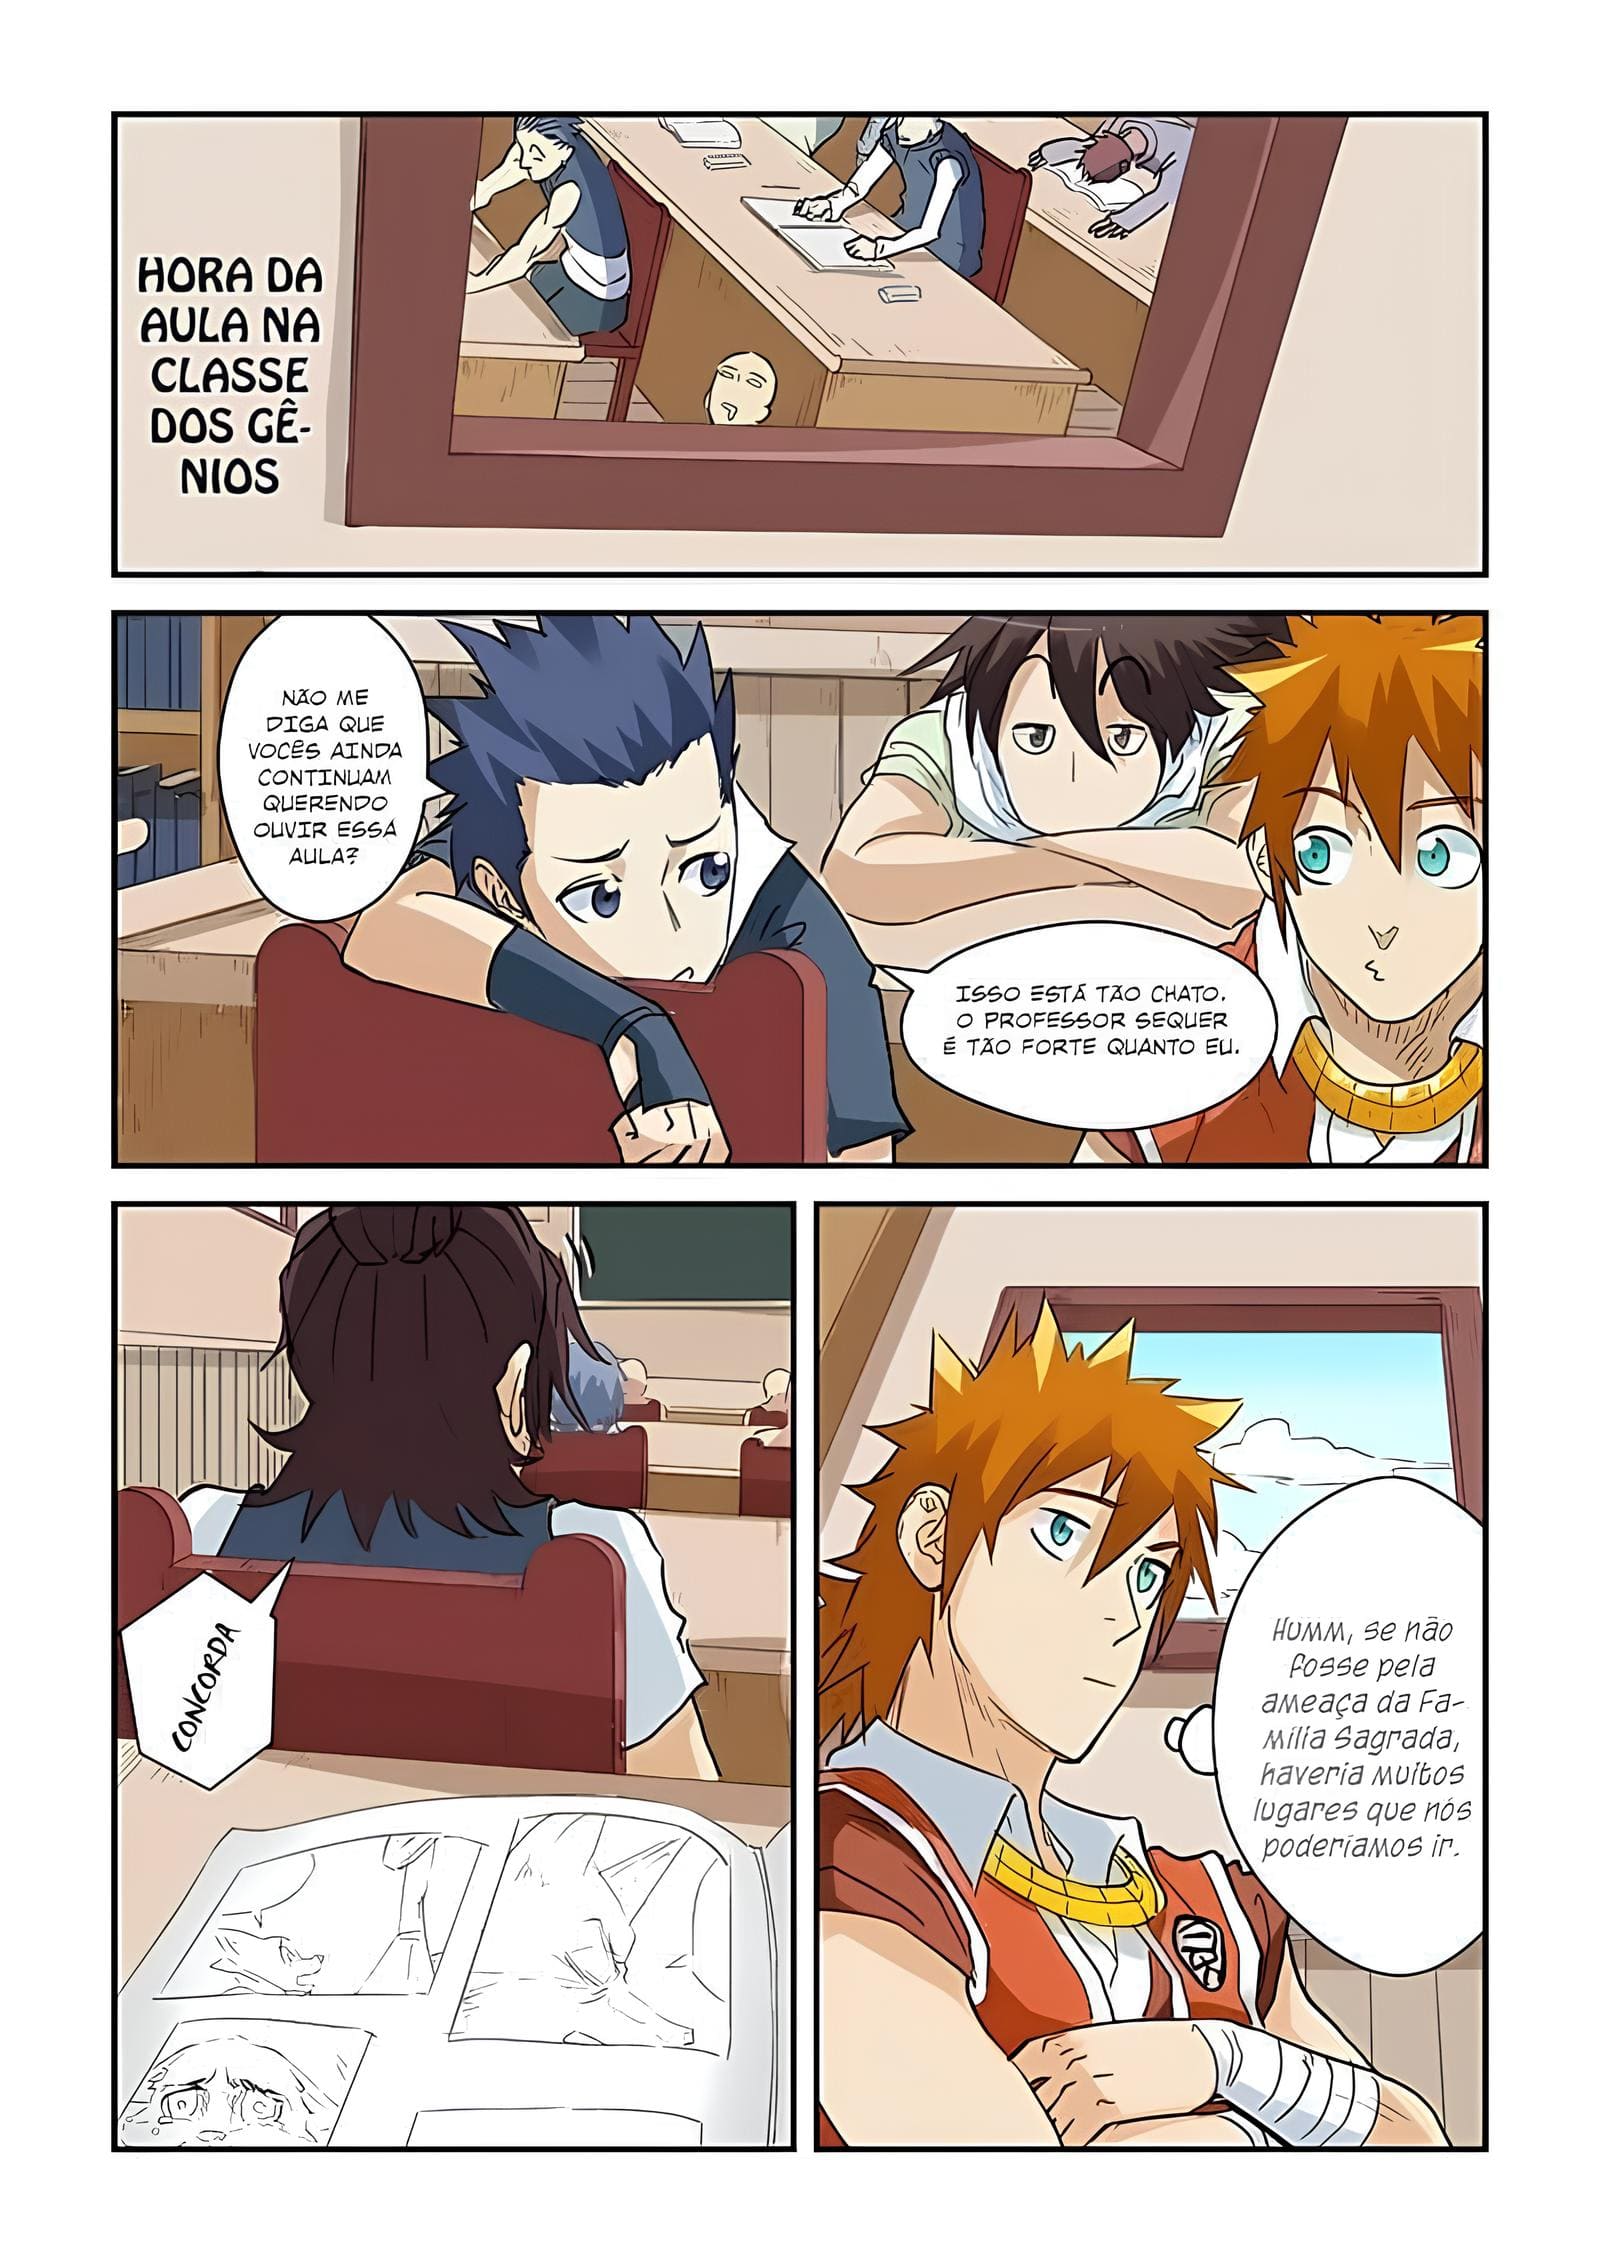 HORA DA
AULA NA
CLASSE
DOS GÊ-
NIOS
NÃO ME
DIGA QUE
VOCÊS AINDA
CONTINUAM
QUERENDO
OUVIR ESSA
AULA?
ISSO ESTÁ TÃO CHATO.
O PROFESSOR SEQUER
É TÃO FORTE QUANTO EU.
CONCORDA
Humm, se não
fosse pela
ameaça da Fa-
mília Sagrada,
haveria muitos
lugares que nós
poderíamos ir.